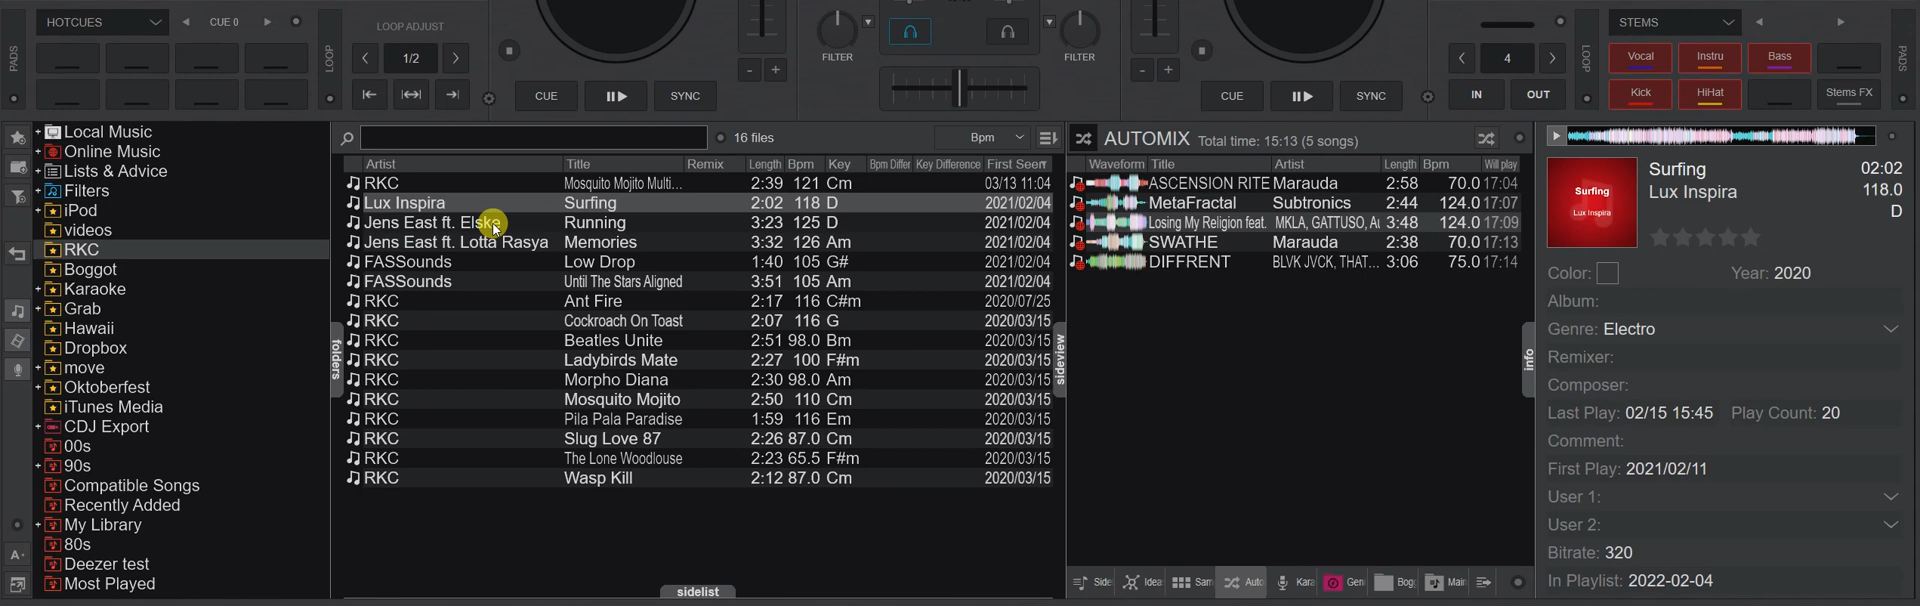 HOTCUES CUE 0
PADS
LOOP
LOOP ADJUST
1/2
CUE SYNC
- +
FILTER FILTER
- +
CUE SYNC
LOOP
4
IN OUT
STEMS
Vocal Instru Bass
Kick HiHat Stems FX
PADS
Local Music
Online Music
Lists & Advice
Filters
iPod
videos
RKC
Boggot
Karaoke
Grab
Hawaii
Dropbox
move
Oktoberfest
iTunes Media
CDJ Export
00s
90s
Compatible Songs
Recently Added
My Library
80s
Deezer test
Most Played
A
folders
16 files Bpm
Artist Title Remix Length Bpm Key Bpm Differ Key Difference First Seen
RKC Mosquito Mojito Multi... 2:39 121 Cm 03/13 11:04
Lux Inspira Surfing 2:02 118 D 2021/02/04
Jens East ft. Elska Running 3:23 125 D 2021/02/04
Jens East ft. Lotta Rasya Memories 3:32 126 Am 2021/02/04
FASSounds Low Drop 1:40 105 G# 2021/02/04
FASSounds Until The Stars Aligned 3:51 105 Am 2021/02/04
RKC Ant Fire 2:17 116 C#m 2020/07/25
RKC Cockroach On Toast 2:07 116 G 2020/03/15
RKC Beatles Unite 2:51 98.0 Bm 2020/03/15
RKC Ladybirds Mate 2:27 100 F#m 2020/03/15
RKC Morpho Diana 2:30 98.0 Am 2020/03/15
RKC Mosquito Mojito 2:50 110 Cm 2020/03/15
RKC Pila Pala Paradise 1:59 116 Em 2020/03/15
RKC Slug Love 87 2:26 87.0 Cm 2020/03/15
RKC The Lone Woodlouse 2:23 65.5 F#m 2020/03/15
RKC Wasp Kill 2:12 87.0 Cm 2020/03/15
sidelist
sideview
AUTOMIX Total time: 15:13 (5 songs)
Waveform Title Artist Length Bpm Will play
ASCENSION RITE Marauda 2:58 70.0 17:04
MetaFractal Subtronics 2:44 124.0 17:07
Losing My Religion feat. MKLA, GATTUSO, Au 3:48 124.0 17:09
SWATHE Marauda 2:38 70.0 17:13
DIFFRENT BLVK JVCK, THAT... 3:06 75.0 17:14
Side Idea Sam Auto Kara Gen Bog Main
info
Surfing
Lux Inspira
Surfing 02:02
Lux Inspira 118.0
D
Color: Year: 2020
Album:
Genre: Electro
Remixer:
Composer:
Last Play: 02/15 15:45 Play Count: 20
Comment:
First Play: 2021/02/11
User 1:
User 2:
Bitrate: 320
In Playlist: 2022-02-04